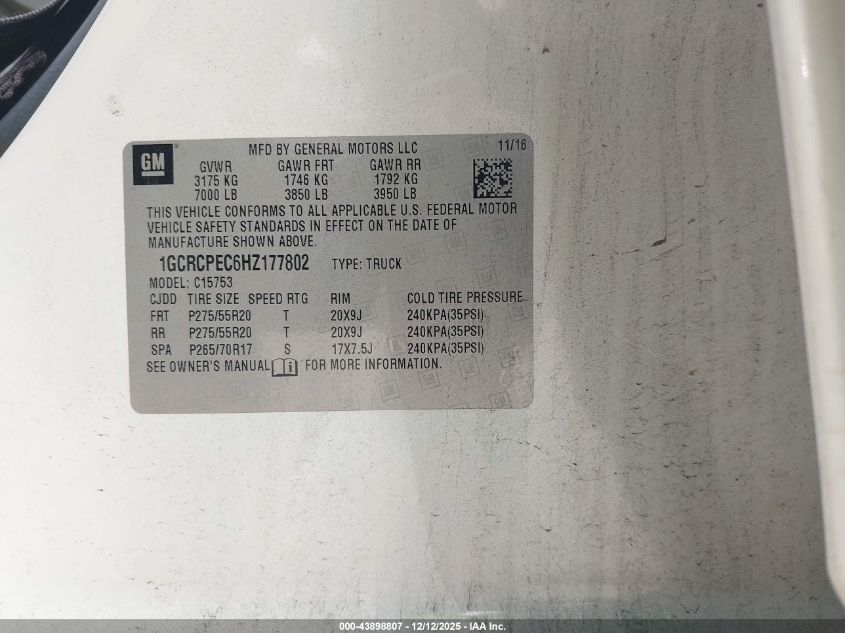 GM
MFD BY GENERAL MOTORS LLC 11/16
GVWR GAWR FRT GAWR RR
3175 KG 1746 KG 1792 KG
7000 LB 3850 LB 3950 LB
THIS VEHICLE CONFORMS TO ALL APPLICABLE U.S. FEDERAL MOTOR
VEHICLE SAFETY STANDARDS IN EFFECT ON THE DATE OF
MANUFACTURE SHOWN ABOVE.
1GCRCPEC6HZ177802 TYPE: TRUCK
MODEL: C15753
CJDD TIRE SIZE SPEED RTG RIM COLD TIRE PRESSURE
FRT P275/55R20 T 20X9J 240KPA(35PSI)
RR P275/55R20 T 20X9J 240KPA(35PSI)
SPA P265/70R17 S 17X7.5J 240KPA(35PSI)
SEE OWNER'S MANUAL FOR MORE INFORMATION.
000-43898807 - 12/12/2025 - IAA Inc.